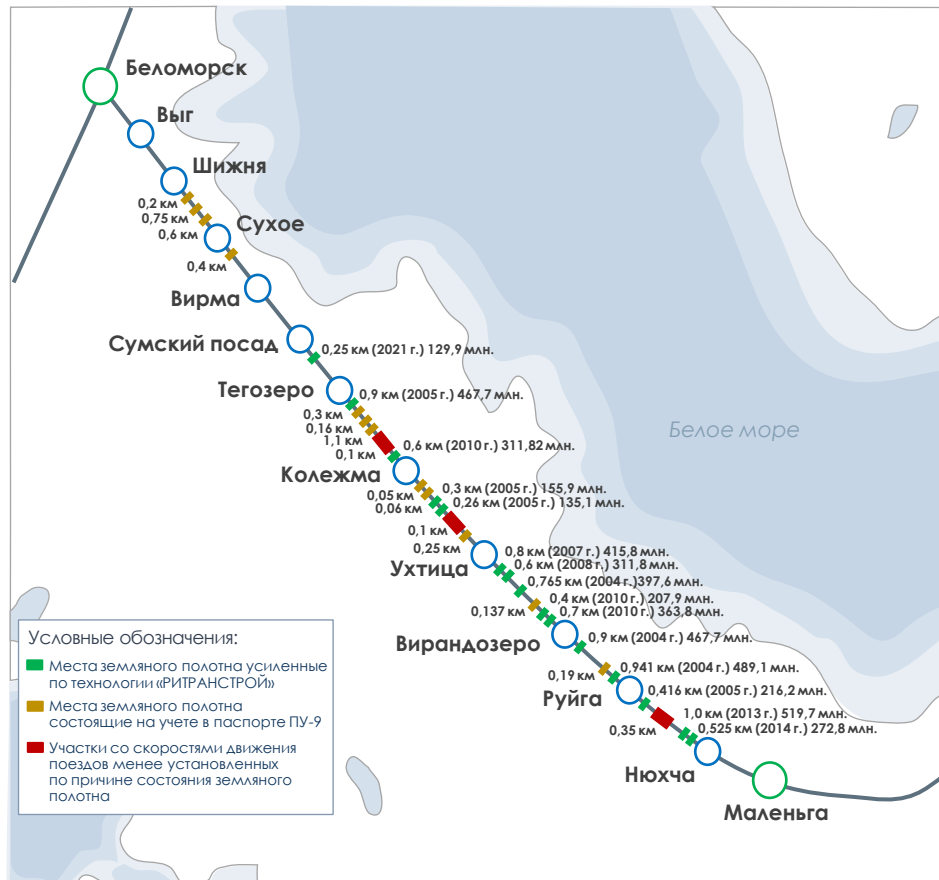 Беломорск
Выг
Шижня
0,2 км
0,75 км
0,6 км
Сухое
0,4 км
Вирма
Сумский посад
0,25 км (2021 г.) 129,9 млн.
Тегозеро
0,9 км (2005 г.) 467,7 млн.
0,3 км
0,16 км
1,1 км
0,1 км
0,6 км (2010 г.) 311,82 млн.
Белое море
Колежма
0,3 км (2005 г.) 155,9 млн.
0,05 км
0,26 км (2005 г.) 135,1 млн.
0,06 км
0,1 км
0,25 км
Ухтица
0,8 км (2007 г.) 415,8 млн.
0,6 км (2008 г.) 311,8 млн.
0,765 км (2004 г.)397,6 млн.
0,4 км (2010 г.) 207,9 млн.
0,137 км
0,7 км (2010 г.) 363,8 млн.
Вирандозеро
0,9 км (2004 г.) 467,7 млн.
0,19 км
0,941 км (2004 г.) 489,1 млн.
Руйга
0,416 км (2005 г.) 216,2 млн.
1,0 км (2013 г.) 519,7 млн.
0,35 км
0,525 км (2014 г.) 272,8 млн.
Нюхча
Маленьга
Условные обозначения:
Места земляного полотна усиленные
по технологии «РИТРАНСТРОЙ»
Места земляного полотна
состоящие на учете в паспорте ПУ-9
Участки со скоростями движения
поездов менее установленных
по причине состояния земляного
полотна